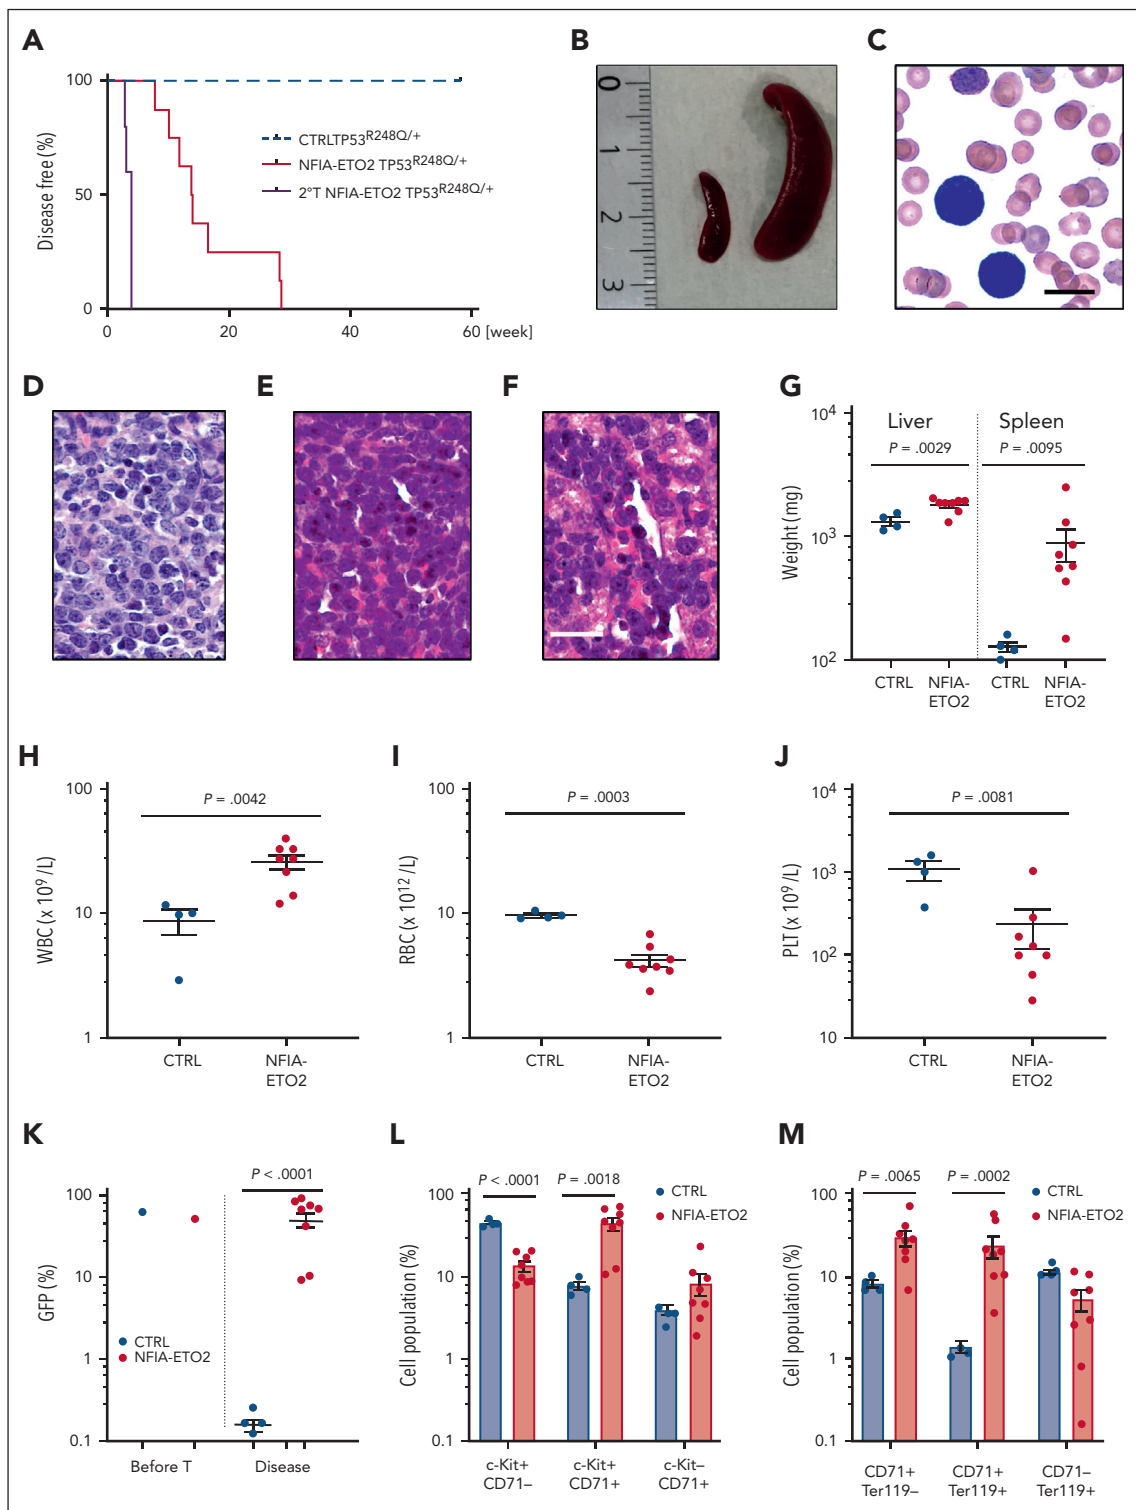 A
Disease free (%)
100
50
0
0
20
40
60 [week]
CTRLTP53R248Q/+
NFIA-ETO2 TP53R248Q/+
2°T NFIA-ETO2 TP53R248Q/+
B
0
1
2
3
C
D
E
F
G
Weight (mg)
10⁴
10³
10²
Liver
Spleen
P = .0029
P = .0095
CTRL
NFIA-
ETO2
CTRL
NFIA-
ETO2
H
WBC (x 10⁹ /L)
100
10
1
P = .0042
CTRL
NFIA-
ETO2
I
RBC (x 10¹² /L)
100
10
1
P = .0003
CTRL
NFIA-
ETO2
J
PLT (x 10⁹ /L)
10⁴
10³
10²
10
P = .0081
CTRL
NFIA-
ETO2
K
GFP (%)
100
10
1
0.1
P < .0001
CTRL
NFIA-ETO2
Before T
Disease
L
Cell population (%)
100
10
1
0.1
P < .0001
P = .0018
CTRL
NFIA-ETO2
c-Kit+
CD71–
c-Kit+
CD71+
c-Kit–
CD71+
M
Cell population (%)
100
10
1
0.1
P = .0065
P = .0002
CTRL
NFIA-ETO2
CD71+
Ter119–
CD71+
Ter119+
CD71–
Ter119+